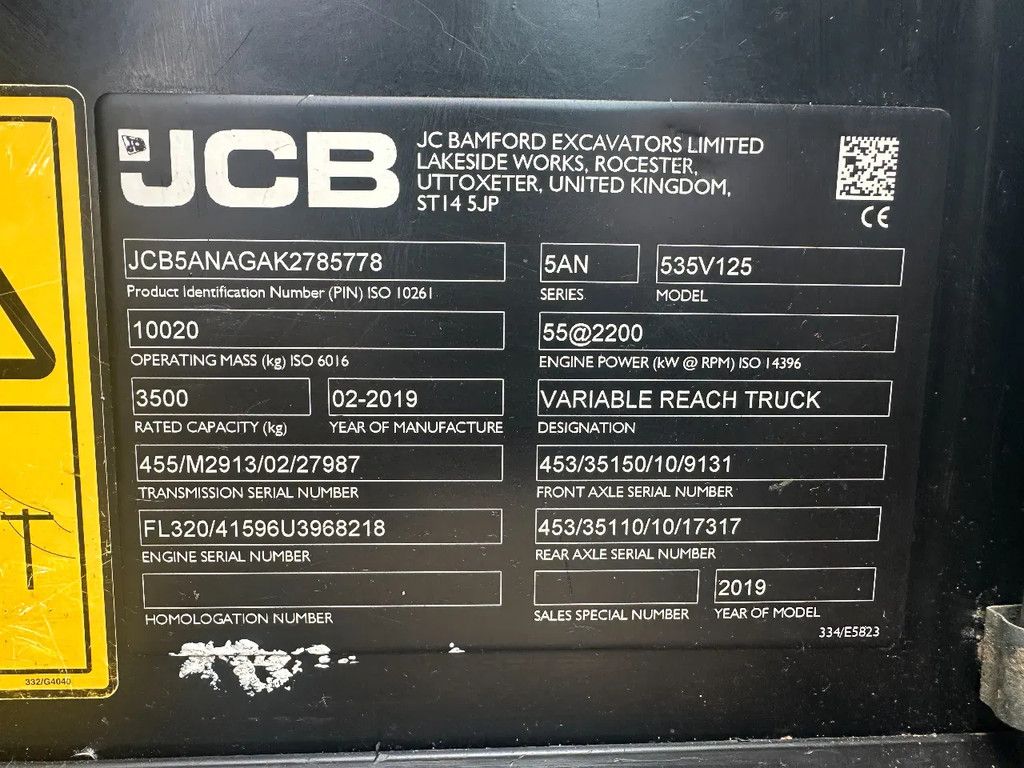 JCB
JC BAMFORD EXCAVATORS LIMITED
LAKESIDE WORKS, ROCESTER,
UTTOXETER, UNITED KINGDOM,
ST14 5JP
CE
JCB5ANAGAK2785778
Product Identification Number (PIN) ISO 10261
5AN
SERIES
535V125
MODEL
10020
OPERATING MASS (kg) ISO 6016
55@2200
ENGINE POWER (kW @ RPM) ISO 14396
3500
RATED CAPACITY (kg)
02-2019
YEAR OF MANUFACTURE
VARIABLE REACH TRUCK
DESIGNATION
455/M2913/02/27987
TRANSMISSION SERIAL NUMBER
453/35150/10/9131
FRONT AXLE SERIAL NUMBER
FL320/41596U3968218
ENGINE SERIAL NUMBER
453/35110/10/17317
REAR AXLE SERIAL NUMBER
HOMOLOGATION NUMBER
SALES SPECIAL NUMBER
2019
YEAR OF MODEL
334/E5823
332/G4040